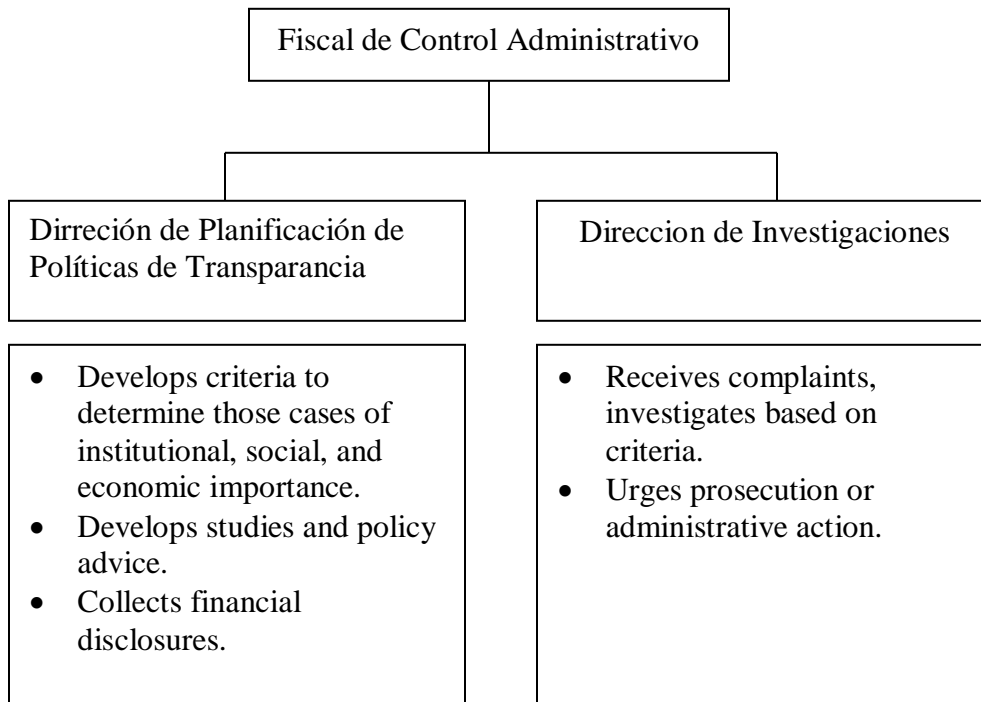 Fiscal de Control Administrativo
Dirreción de Planificación de
Políticas de Transparancia
Direccion de Investigaciones
• Develops criteria to
determine those cases of
institutional, social, and
economic importance.
• Develops studies and policy
advice.
• Collects financial
disclosures.
• Receives complaints,
investigates based on
criteria.
• Urges prosecution or
administrative action.